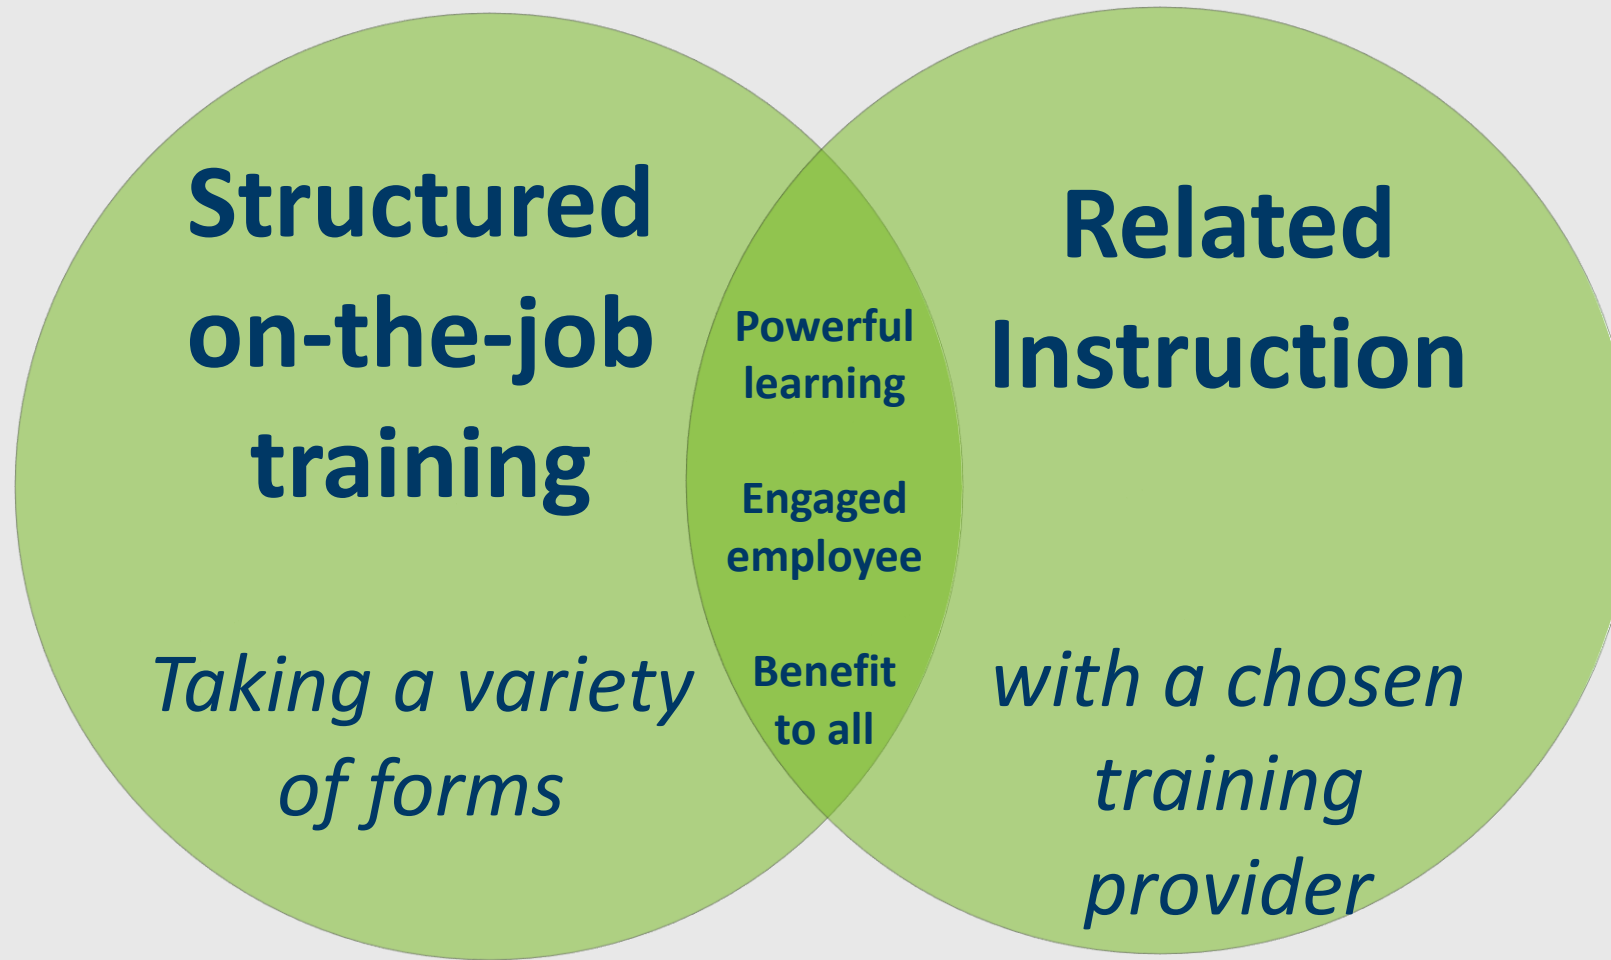 Structured
on-the-job
training
Taking a variety
of forms
Powerful
learning
Engaged
employee
Benefit
to all
Related
Instruction
with a chosen
training
provider